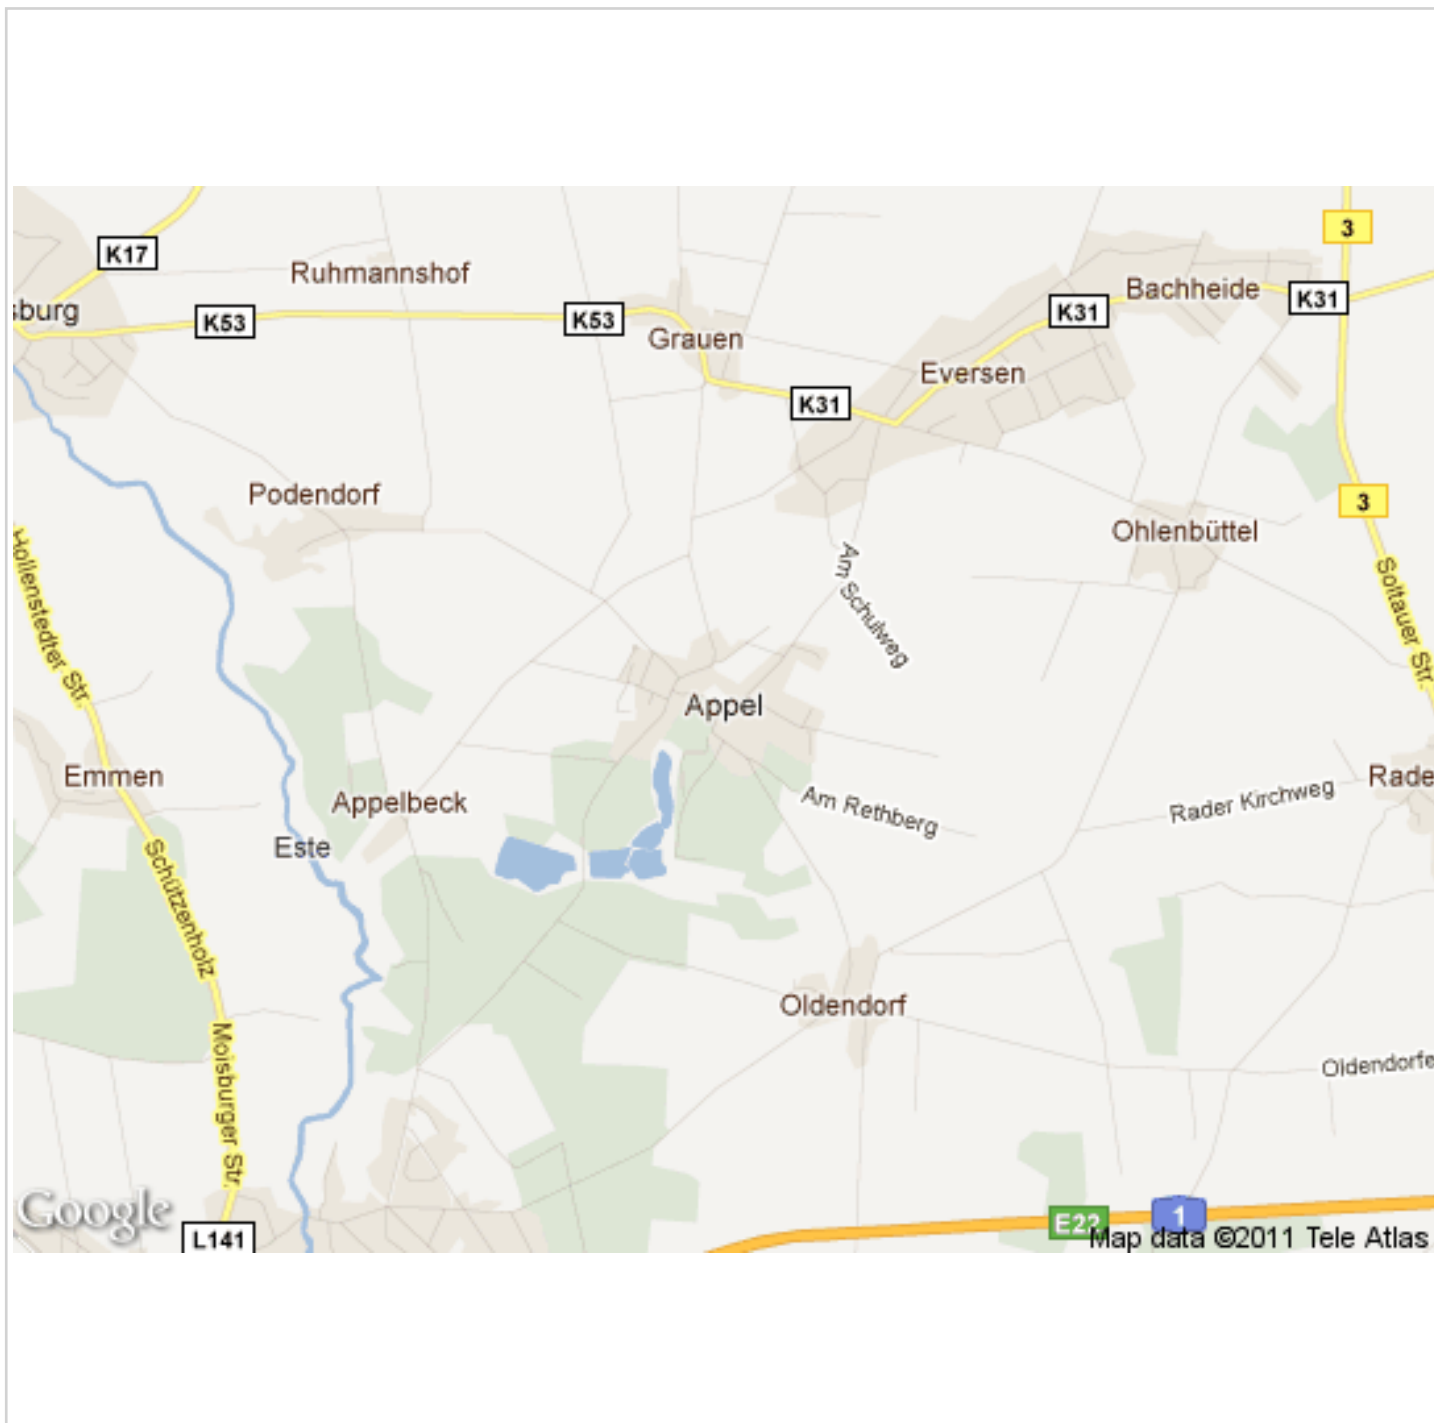 3
K17
Ruhmannshof
Bachheide
K31
sburg
K53
K53
K31
Grauen
Eversen
K31
Podendorf
3
Ohlenbüttel
Am Schulweg
Soltauer Str.
Hollenstedter Str.
Appel
Emmen
Appelbeck
Am Rethberg
Rader Kirchweg
Rade
Este
Schützenholz
Oldendorf
Moisburger Str.
Oldendorfe
Google
L141
E22
1
Map data ©2011 Tele Atlas